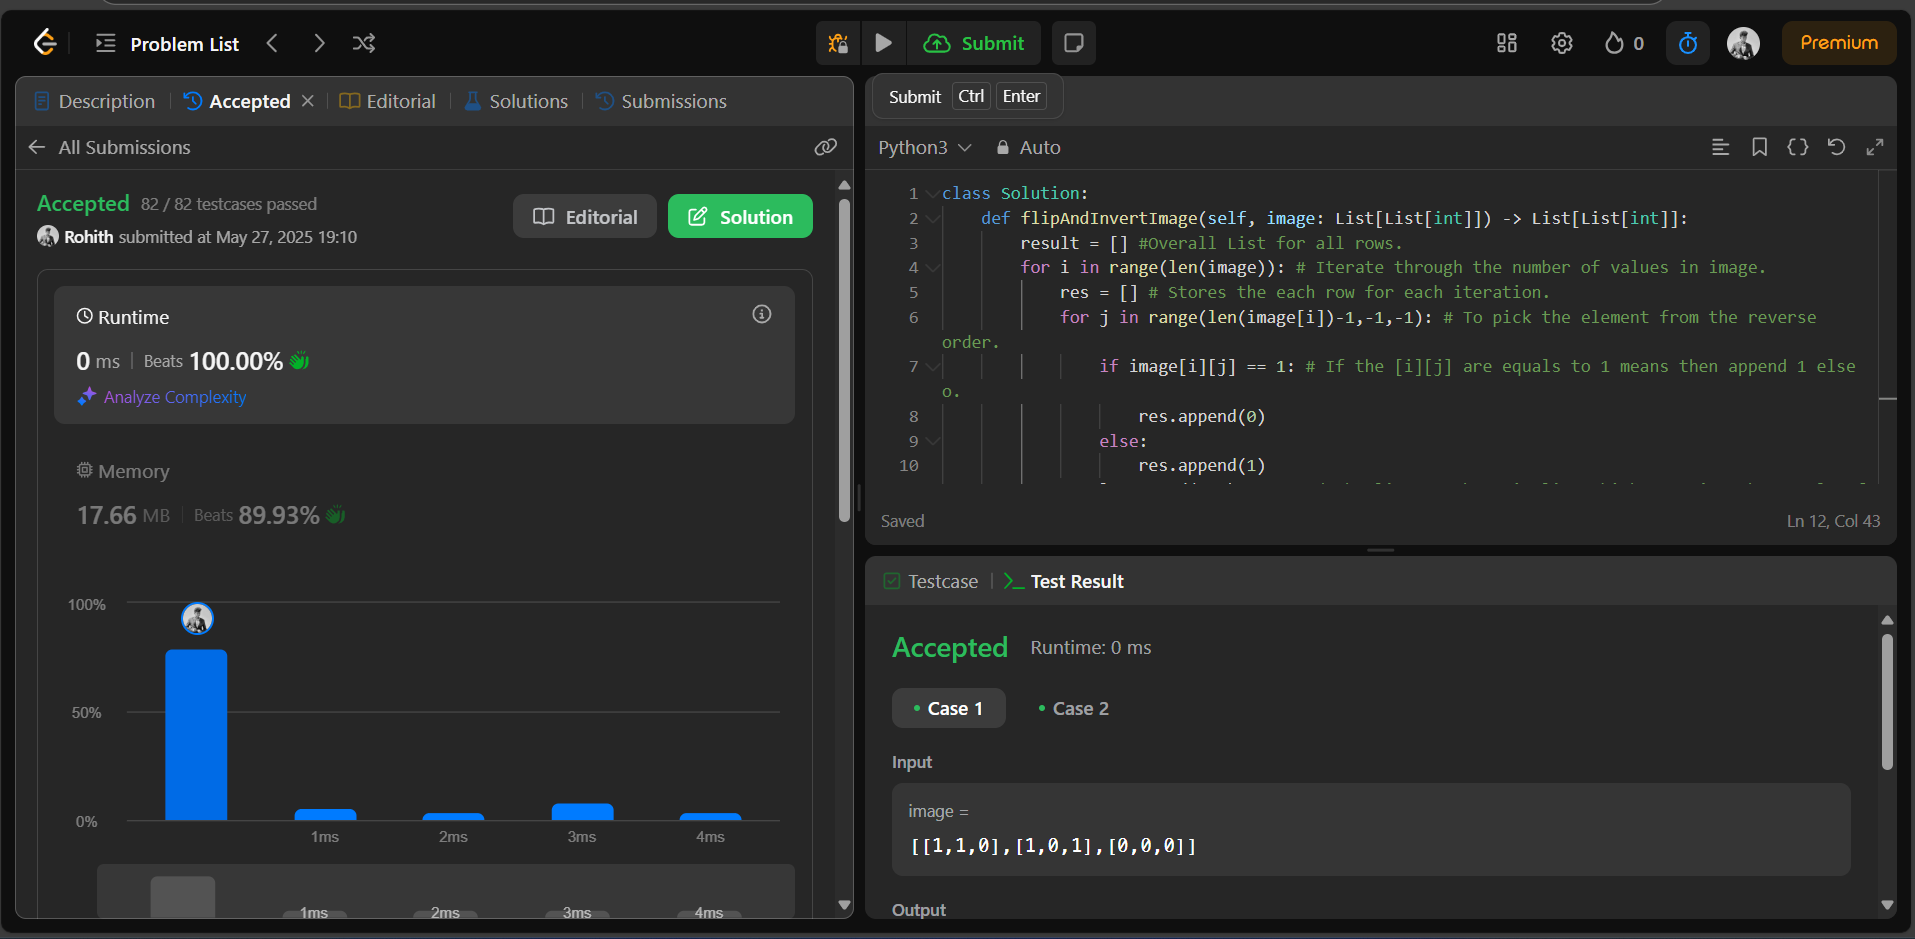 Problem List
Submit
0
Premium
Description
Accepted
Editorial
Solutions
Submissions
All Submissions
Accepted 82 / 82 testcases passed
Rohith submitted at May 27, 2025 19:10
Editorial
Solution
Runtime
0 ms Beats 100.00%
Analyze Complexity
Memory
17.66 MB Beats 89.93%
100%
50%
0%
1ms 2ms 3ms 4ms
1ms 2ms 3ms 4ms
Submit Ctrl Enter
Python3 Auto
1 class Solution:
2 def flipAndInvertImage(self, image: List[List[int]]) -> List[List[int]]:
3 result = [] #Overall List for all rows.
4 for i in range(len(image)): # Iterate through the number of values in image.
5 res = [] # Stores the each row for each iteration.
6 for j in range(len(image[i])-1,-1,-1): # To pick the element from the reverse
order.
7 if image[i][j] == 1: # If the [i][j] are equals to 1 means then append 1 else
o.
8 res.append(0)
9 else:
10 res.append(1)
Saved
Ln 12, Col 43
Testcase
Test Result
Accepted Runtime: 0 ms
Case 1
Case 2
Input
image =
[[1,1,0],[1,0,1],[0,0,0]]
Output